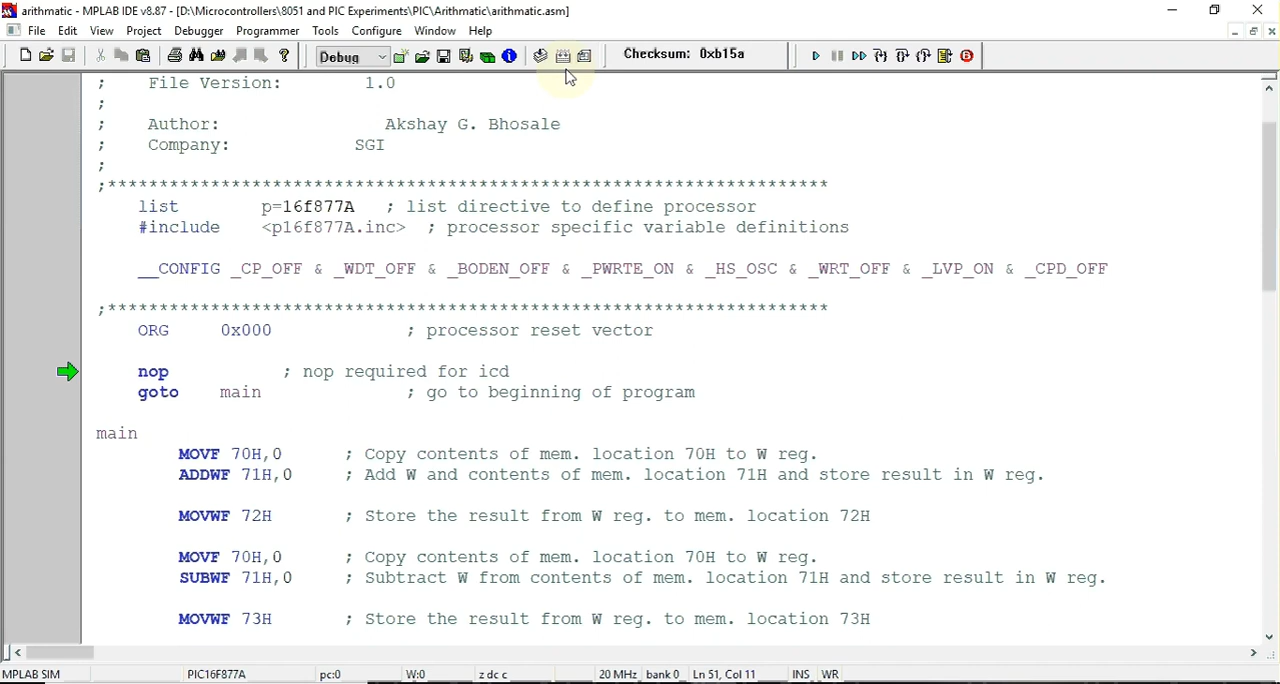 arithmatic - MPLAB IDE v8.87 - [D:\Microcontrollers\8051 and PIC Experiments\PIC\Arithmatic\arithmatic.asm]
File Edit View Project Debugger Programmer Tools Configure Window Help
Debug Checksum: 0xb15a
; File Version: 1.0
;
; Author: Akshay G. Bhosale
; Company: SGI
;
;**********************************************************************
list p=16f877A ; list directive to define processor
#include <p16f877A.inc> ; processor specific variable definitions
__CONFIG _CP_OFF & _WDT_OFF & _BODEN_OFF & _PWRTE_ON & _HS_OSC & _WRT_OFF & _LVP_ON & _CPD_OFF
;**********************************************************************
ORG 0x000 ; processor reset vector
nop ; nop required for icd
goto main ; go to beginning of program
main
MOVF 70H,0 ; Copy contents of mem. location 70H to W reg.
ADDWF 71H,0 ; Add W and contents of mem. location 71H and store result in W reg.
MOVWF 72H ; Store the result from W reg. to mem. location 72H
MOVF 70H,0 ; Copy contents of mem. location 70H to W reg.
SUBWF 71H,0 ; Subtract W from contents of mem. location 71H and store result in W reg.
MOVWF 73H ; Store the result from W reg. to mem. location 73H
MPLAB SIM PIC16F877A pc:0 W:0 z dc c 20 MHz bank 0 Ln 51, Col 11 INS WR